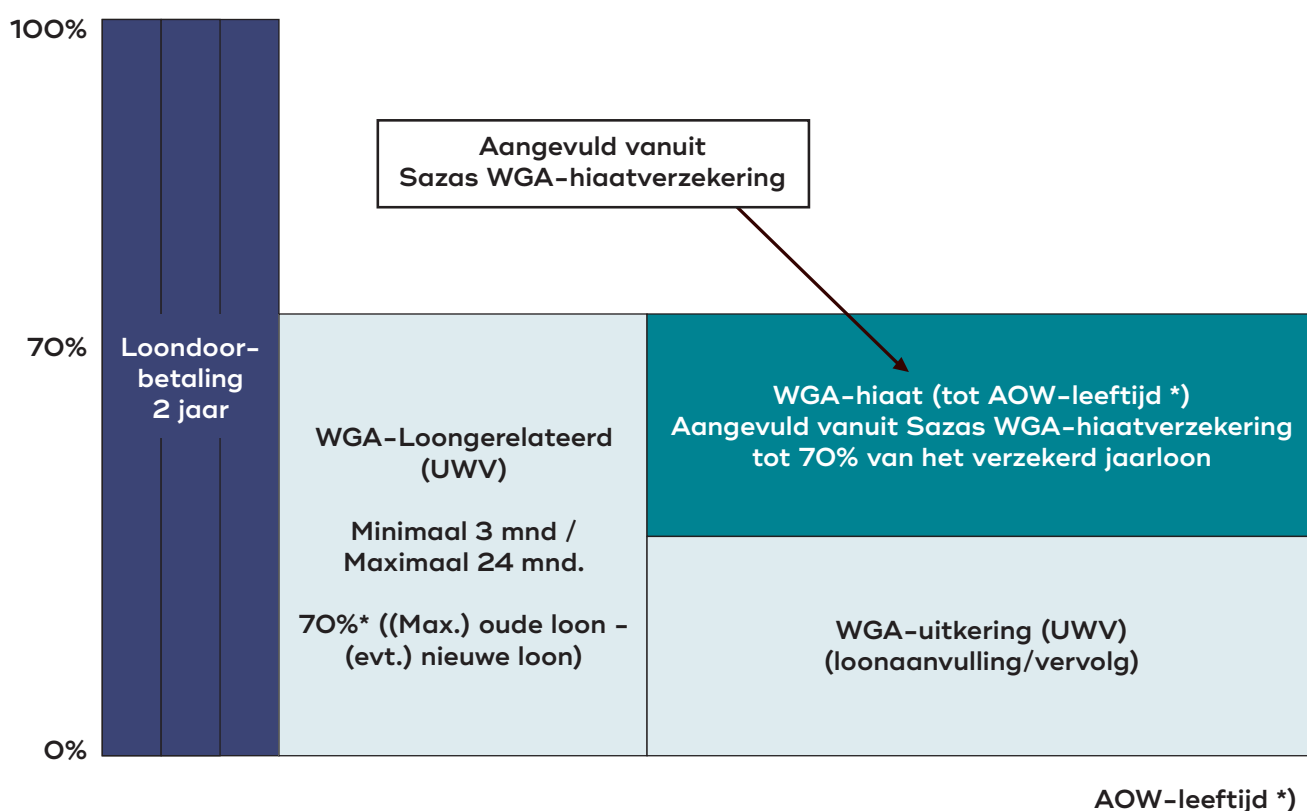 100%
Aangevuld vanuit
Sazas WGA-hiaatverzekering
70%
Loondoor-
betaling
2 jaar
WGA-Loongerelateerd
(UWV)
Minimaal 3 mnd /
Maximaal 24 mnd.
70%* ((Max.) oude loon -
(evt.) nieuwe loon)
WGA-hiaat (tot AOW-leeftijd *)
Aangevuld vanuit Sazas WGA-hiaatverzekering
tot 70% van het verzekerd jaarloon
WGA-uitkering (UWV)
(loonaanvulling/vervolg)
0%
AOW-leeftijd *)